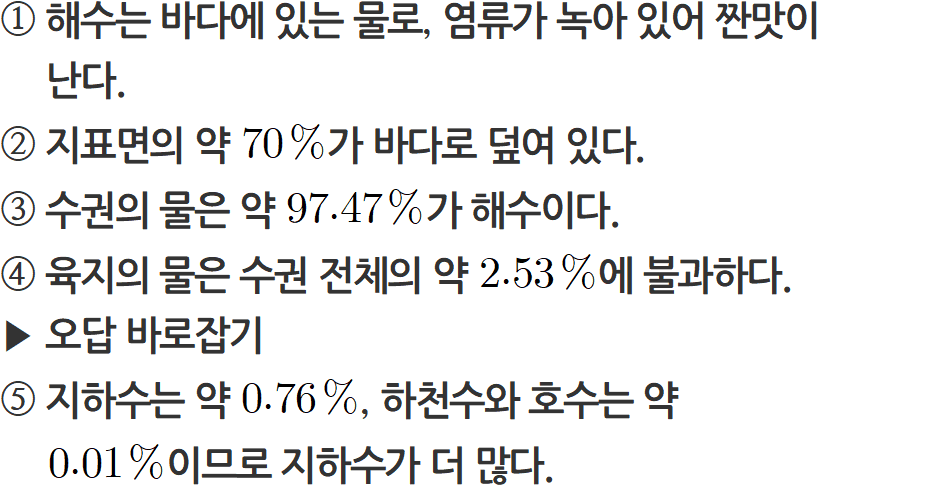 ① 해수는 바다에 있는 물로, 염류가 녹아 있어 짠맛이
난다.
② 지표면의 약 70%가 바다로 덮여 있다.
③ 수권의 물은 약 97.47%가 해수이다.
④ 육지의 물은 수권 전체의 약 2.53%에 불과하다.
▶ 오답 바로잡기
⑤ 지하수는 약 0.76%, 하천수와 호수는 약
0.01%이므로 지하수가 더 많다.